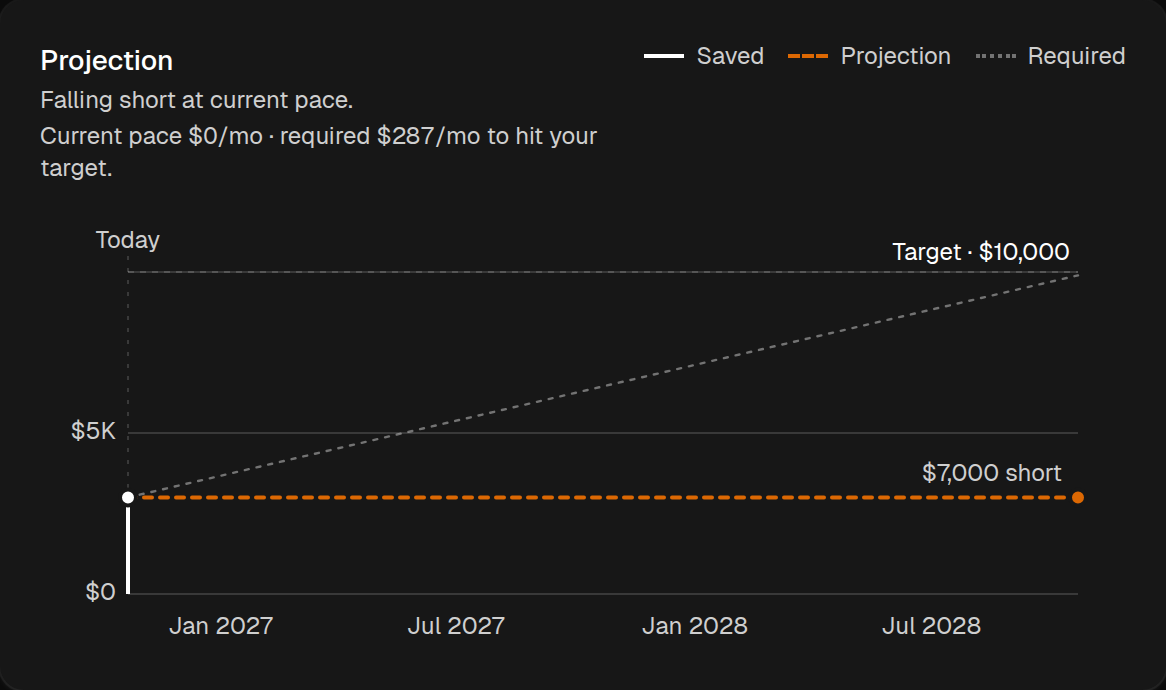 Projection
Saved
Projection
Required
Falling short at current pace.
Current pace $0/mo · required $287/mo to hit your
target.
Today
Target · $10,000
$5K
$7,000 short
$0
Jan 2027
Jul 2027
Jan 2028
Jul 2028